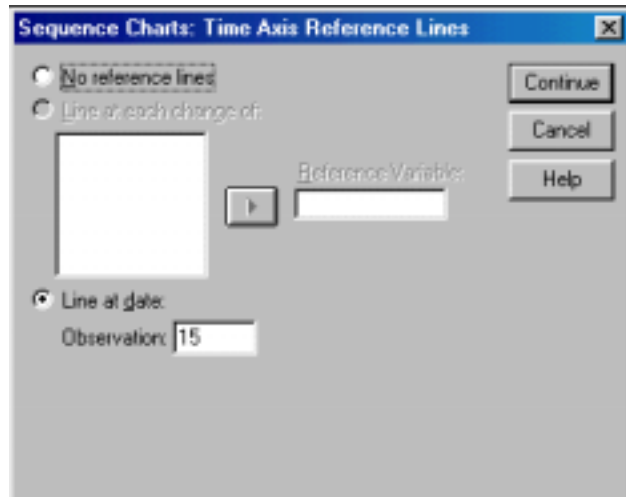 Sequence Charts: Time Axis Reference Lines
No reference lines
Line at each change of:
Reference Variable:
Line at date:
Observation: 15
Continue
Cancel
Help